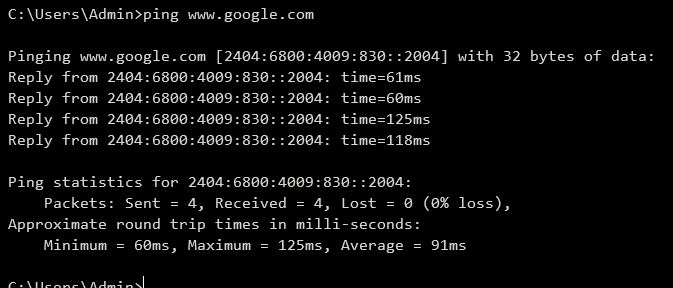 C:\Users\Admin>ping www.google.com
Pinging www.google.com [2404:6800:4009:830::2004] with 32 bytes of data:
Reply from 2404:6800:4009:830::2004: time=61ms
Reply from 2404:6800:4009:830::2004: time=60ms
Reply from 2404:6800:4009:830::2004: time=125ms
Reply from 2404:6800:4009:830::2004: time=118ms
Ping statistics for 2404:6800:4009:830::2004:
Packets: Sent = 4, Received = 4, Lost = 0 (0% loss),
Approximate round trip times in milli-seconds:
Minimum = 60ms, Maximum = 125ms, Average = 91ms
C:\Users\Admin>